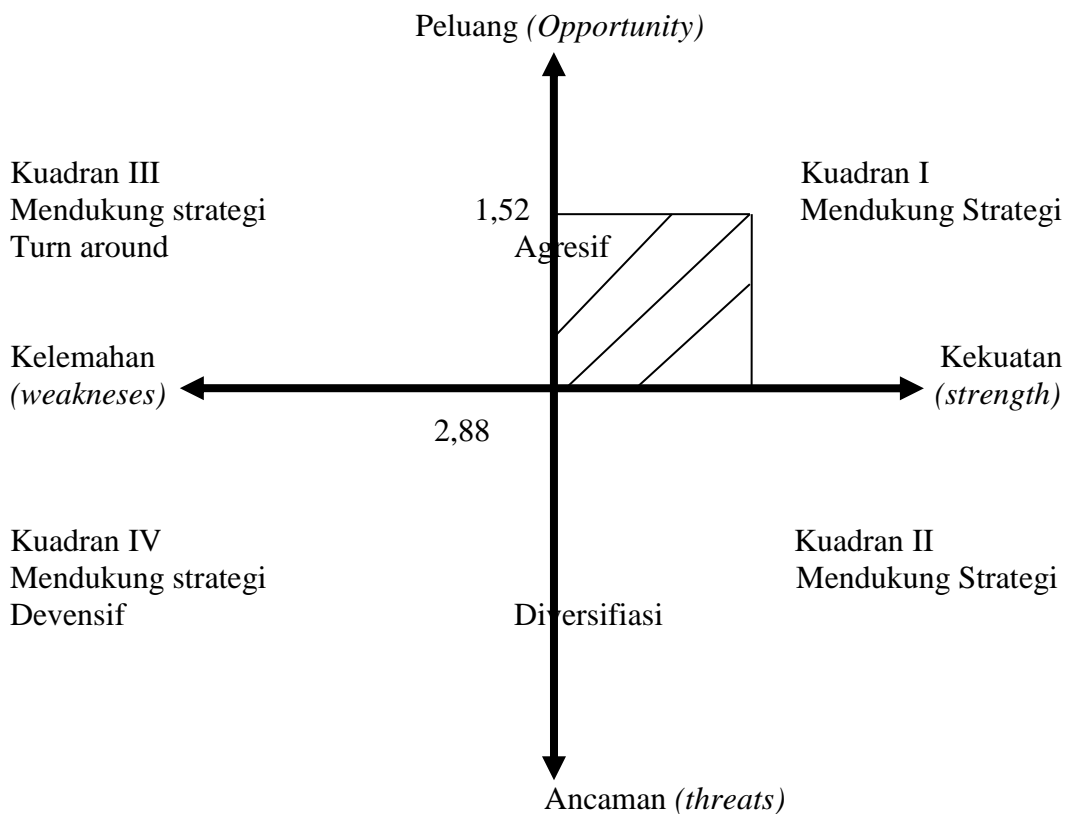 Peluang (Opportunity)
Kuadran III
Kuadran I
Mendukung strategi
1,52
Mendukung Strategi
Turn around
Agresif
Kelemahan
Kekuatan
(weakneses)
(strength)
2,88
Kuadran IV
Kuadran II
Mendukung strategi
Mendukung Strategi
Devensif
Diversifiasi
Ancaman (threats)